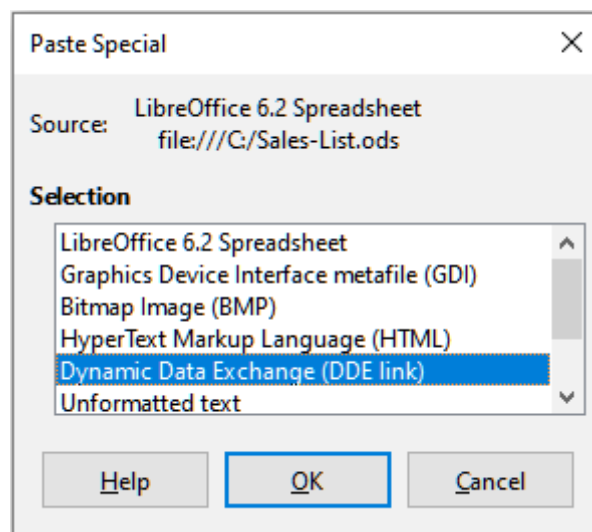 Paste Special
Source:
LibreOffice 6.2 Spreadsheet
file:///C:/Sales-List.ods
Selection
LibreOffice 6.2 Spreadsheet
Graphics Device Interface metafile (GDI)
Bitmap Image (BMP)
HyperText Markup Language (HTML)
Dynamic Data Exchange (DDE link)
Unformatted text
Help
OK
Cancel